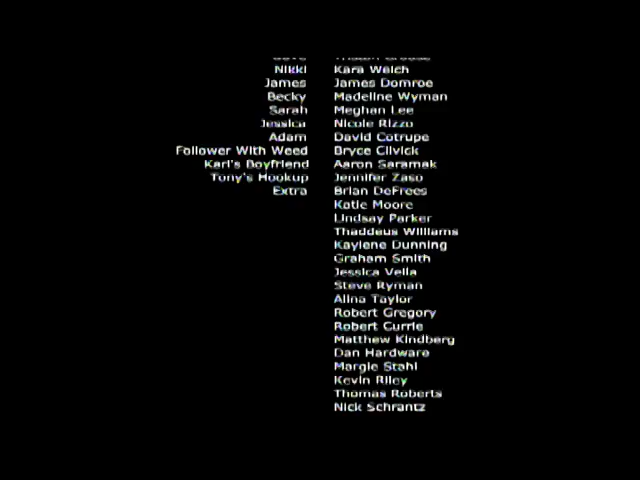 Nikki Kara Welch
James James Domroe
Becky Madeline Wyman
Sarah Meghan Lee
Jessica Nicole Rizzo
Adam David Cotrupe
Follower With Weed Bryce Clivick
Karl's Boyfriend Aaron Saramak
Tony's Hookup Jennifer Zaso
Extra Brian DeFrees
Katie Moore
Lindsay Parker
Thaddeus Williams
Kaylene Dunning
Graham Smith
Jessica Vella
Steve Ryman
Alina Taylor
Robert Gregory
Robert Currie
Matthew Kindberg
Dan Hardware
Margie Stahl
Kevin Riley
Thomas Roberts
Nick Schrantz